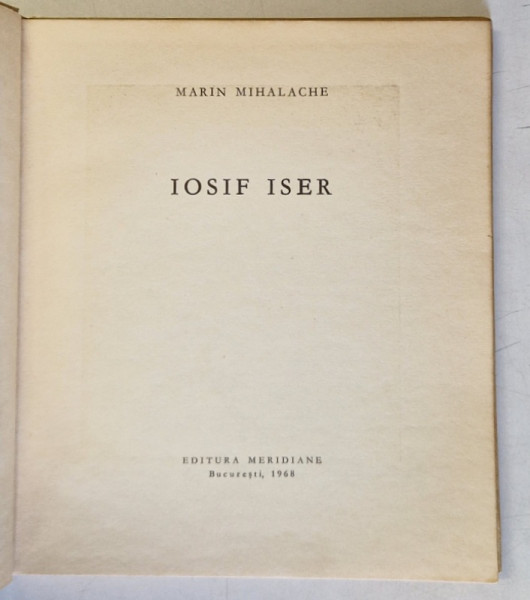 MARIN MIHALACHE
IOSIF ISER
EDITURA MERIDIANE
București, 1968